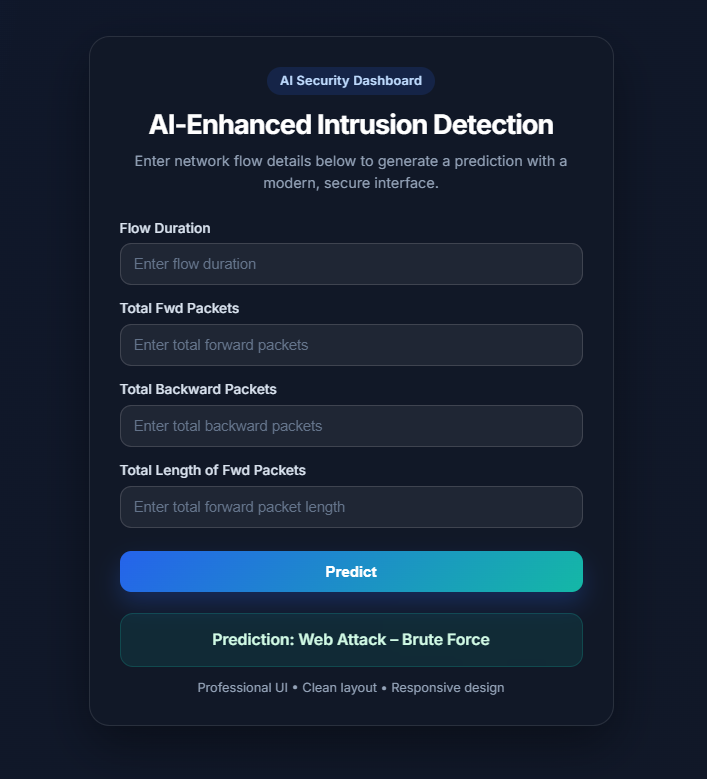 AI Security Dashboard
AI-Enhanced Intrusion Detection
Enter network flow details below to generate a prediction with a
modern, secure interface.
Flow Duration
Enter flow duration
Total Fwd Packets
Enter total forward packets
Total Backward Packets
Enter total backward packets
Total Length of Fwd Packets
Enter total forward packet length
Predict
Prediction: Web Attack – Brute Force
Professional UI • Clean layout • Responsive design